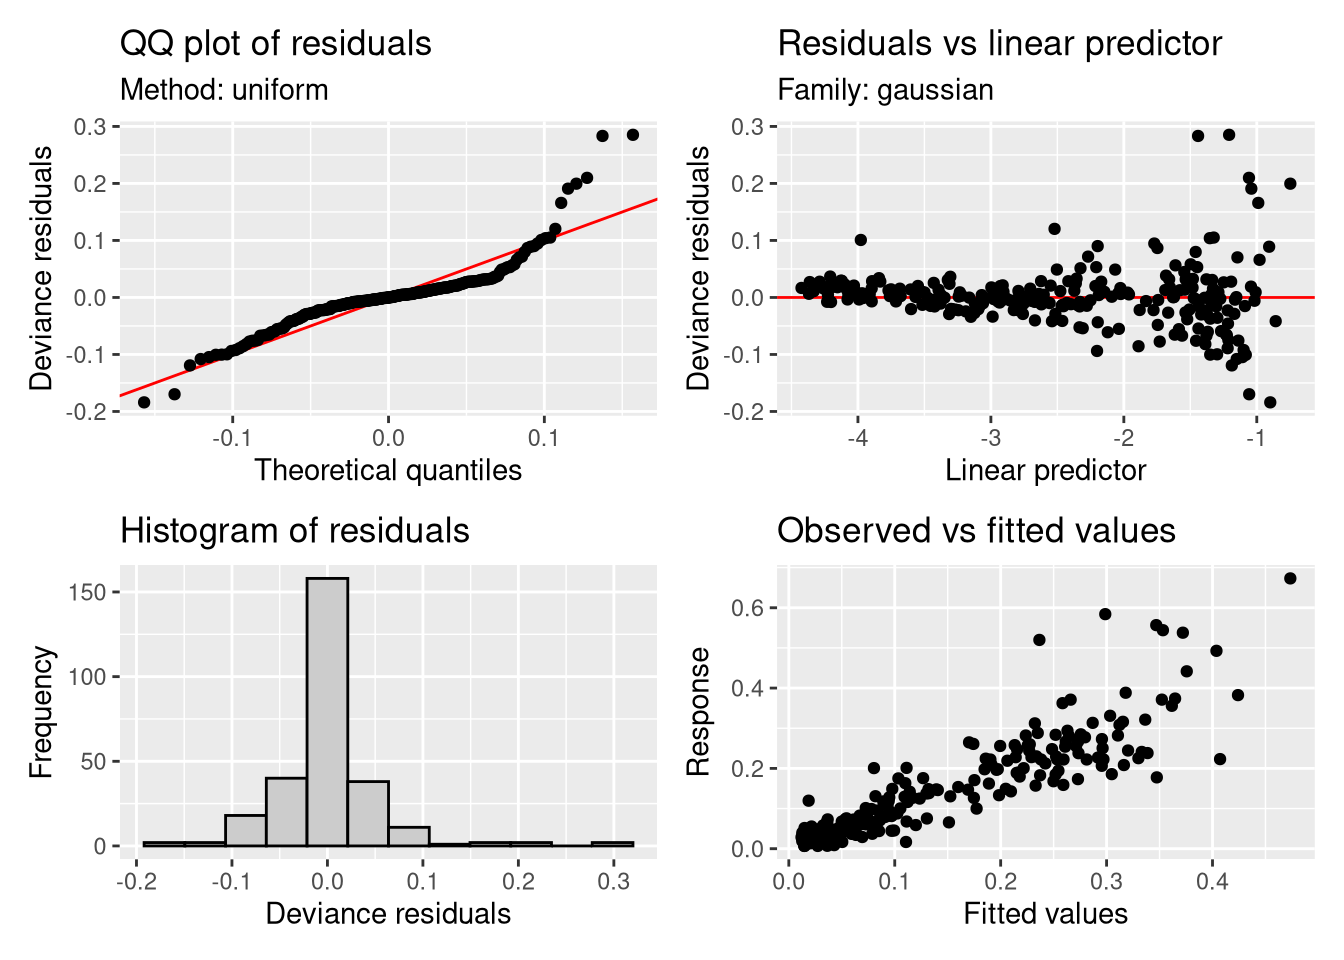 QQ plot of residuals
Method: uniform
Deviance residuals
0.3
0.2
0.1
0.0
-0.1
-0.2
-0.1
0.0
0.1
Theoretical quantiles
Residuals vs linear predictor
Family: gaussian
Deviance residuals
0.3
0.2
0.1
0.0
-0.1
-0.2
-4
-3
-2
-1
Linear predictor
Histogram of residuals
Frequency
150
100
50
0
-0.2
-0.1
0.0
0.1
0.2
0.3
Deviance residuals
Observed vs fitted values
Response
0.6
0.4
0.2
0.0
0.0
0.1
0.2
0.3
0.4
Fitted values